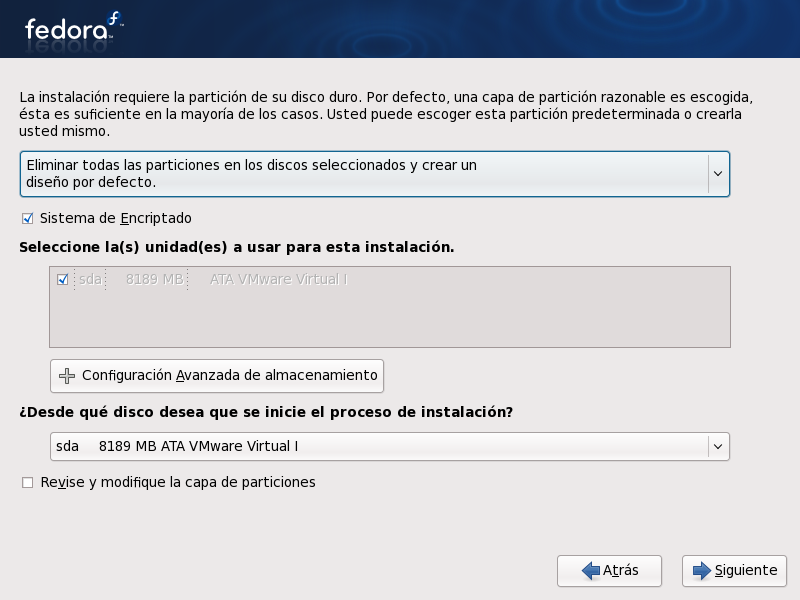 fedora
La instalación requiere la partición de su disco duro. Por defecto, una capa de partición razonable es escogida,
ésta es suficiente en la mayoría de los casos. Usted puede escoger esta partición predeterminada o crearla
usted mismo.
Eliminar todas las particiones en los discos seleccionados y crear un
diseño por defecto.
Sistema de Encriptado
Seleccione la(s) unidad(es) a usar para esta instalación.
sda 8189 MB ATA VMware Virtual I
Configuración Avanzada de almacenamiento
¿Desde qué disco desea que se inicie el proceso de instalación?
sda 8189 MB ATA VMware Virtual I
Revise y modifique la capa de particiones
Atrás Siguiente